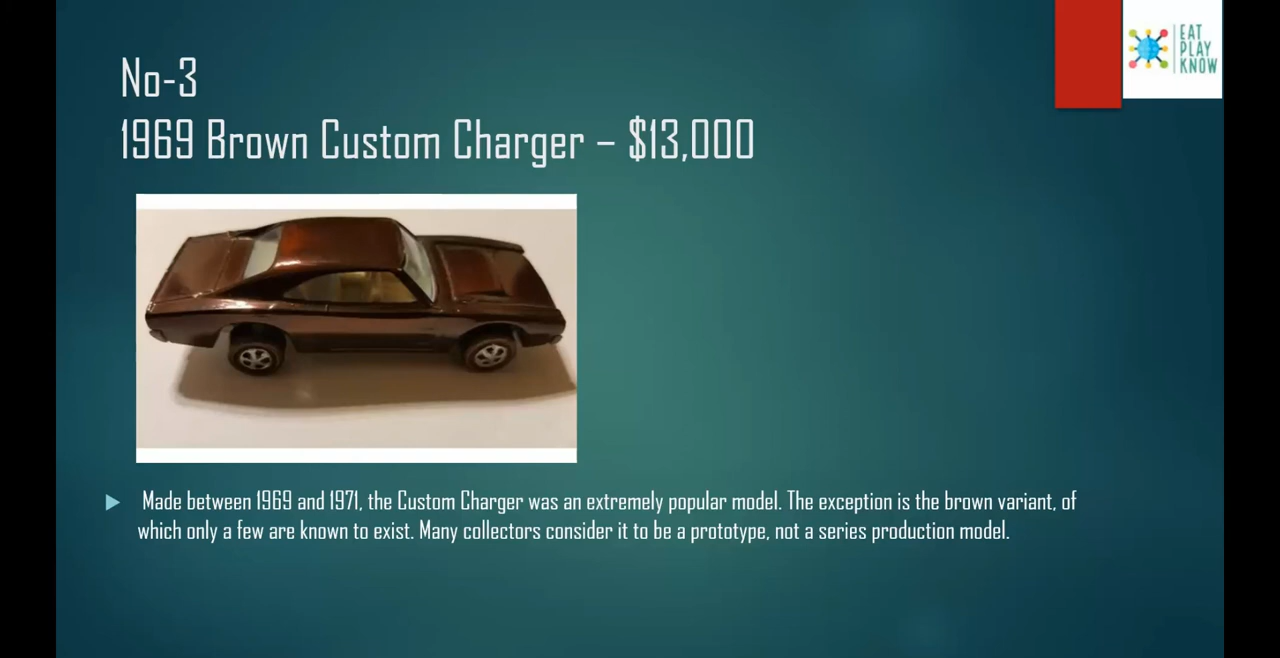 No-3
1969 Brown Custom Charger – $13,000
EAT
PLAY
KNOW
Made between 1969 and 1971, the Custom Charger was an extremely popular model. The exception is the brown variant, of
which only a few are known to exist. Many collectors consider it to be a prototype, not a series production model.